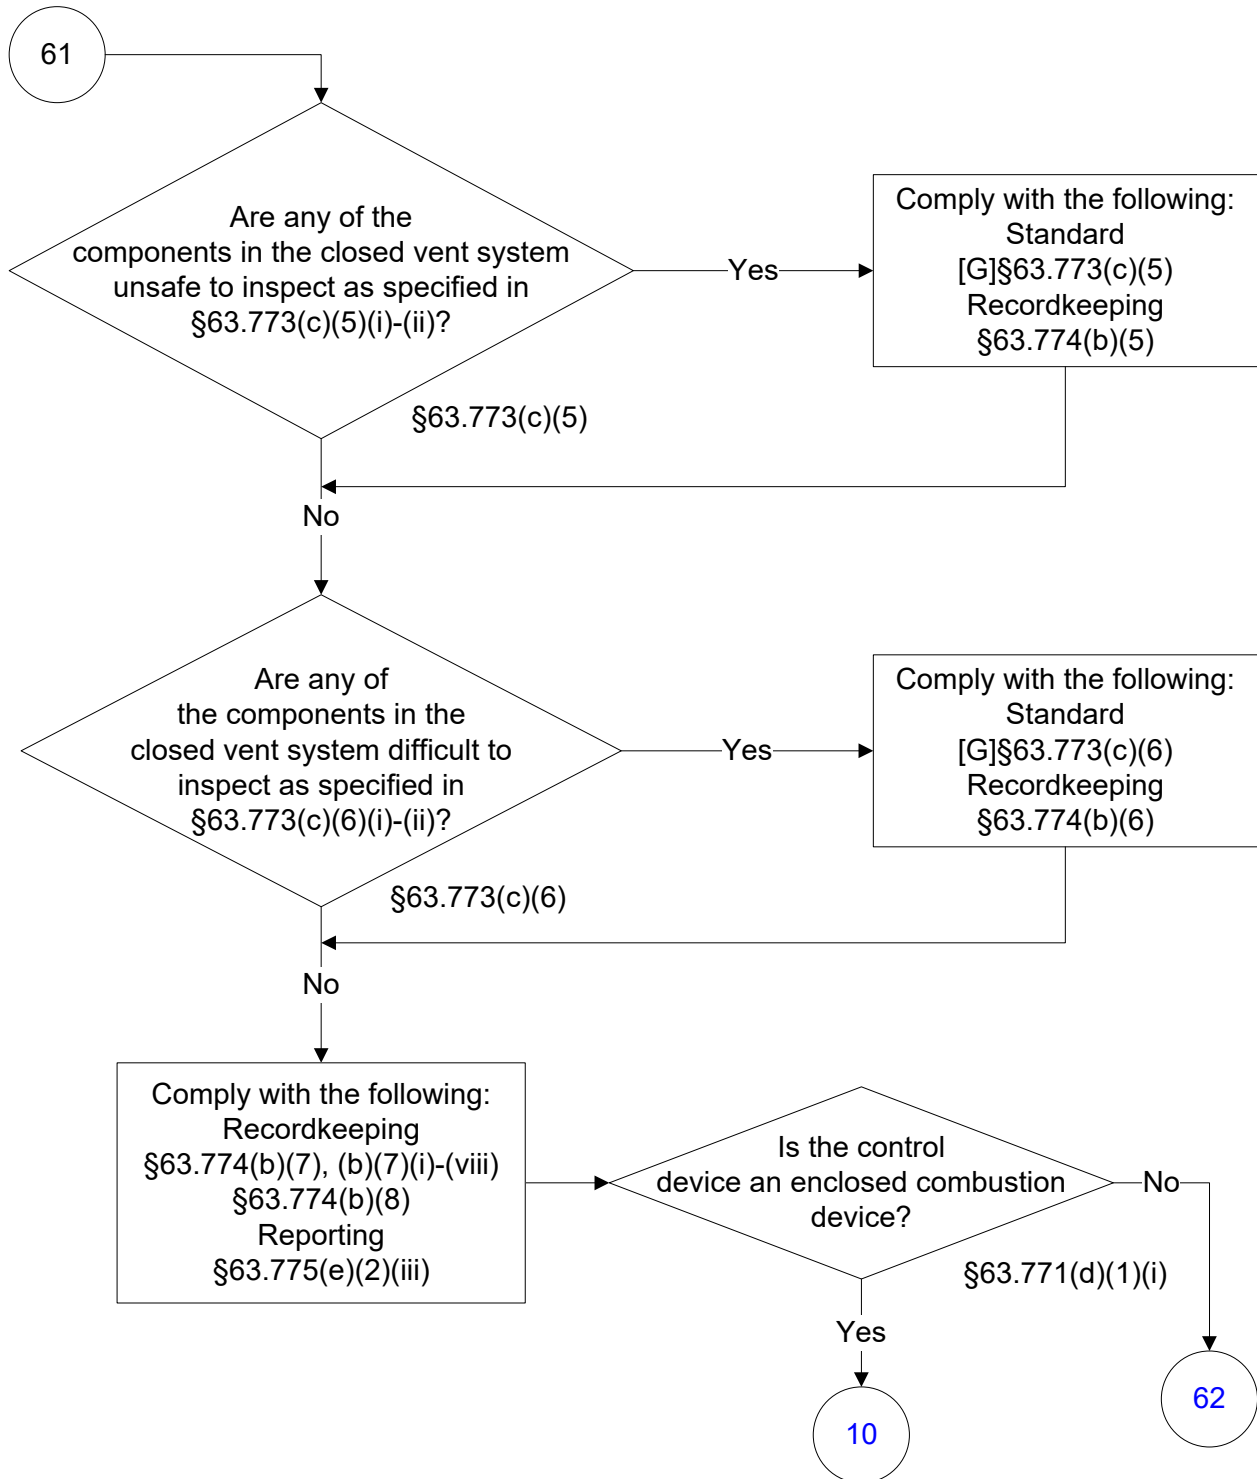 61
Are any of the
components in the closed vent system
unsafe to inspect as specified in
§63.773(c)(5)(i)-(ii)?
Yes
Comply with the following:
Standard
[G]§63.773(c)(5)
Recordkeeping
§63.774(b)(5)
§63.773(c)(5)
No
Are any of
the components in the
closed vent system difficult to
inspect as specified in
§63.773(c)(6)(i)-(ii)?
Yes
Comply with the following:
Standard
[G]§63.773(c)(6)
Recordkeeping
§63.774(b)(6)
§63.773(c)(6)
No
Comply with the following:
Recordkeeping
§63.774(b)(7), (b)(7)(i)-(viii)
§63.774(b)(8)
Reporting
§63.775(e)(2)(iii)
Is the control
device an enclosed combustion
device?
No
§63.771(d)(1)(i)
Yes
62
10